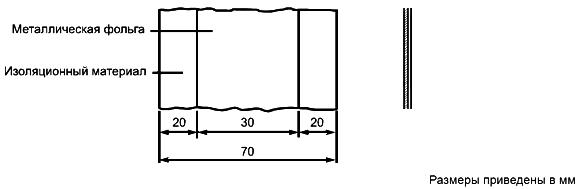 Металлическая фольга
Изоляционный материал
20 30 20
70
Размеры приведены в мм